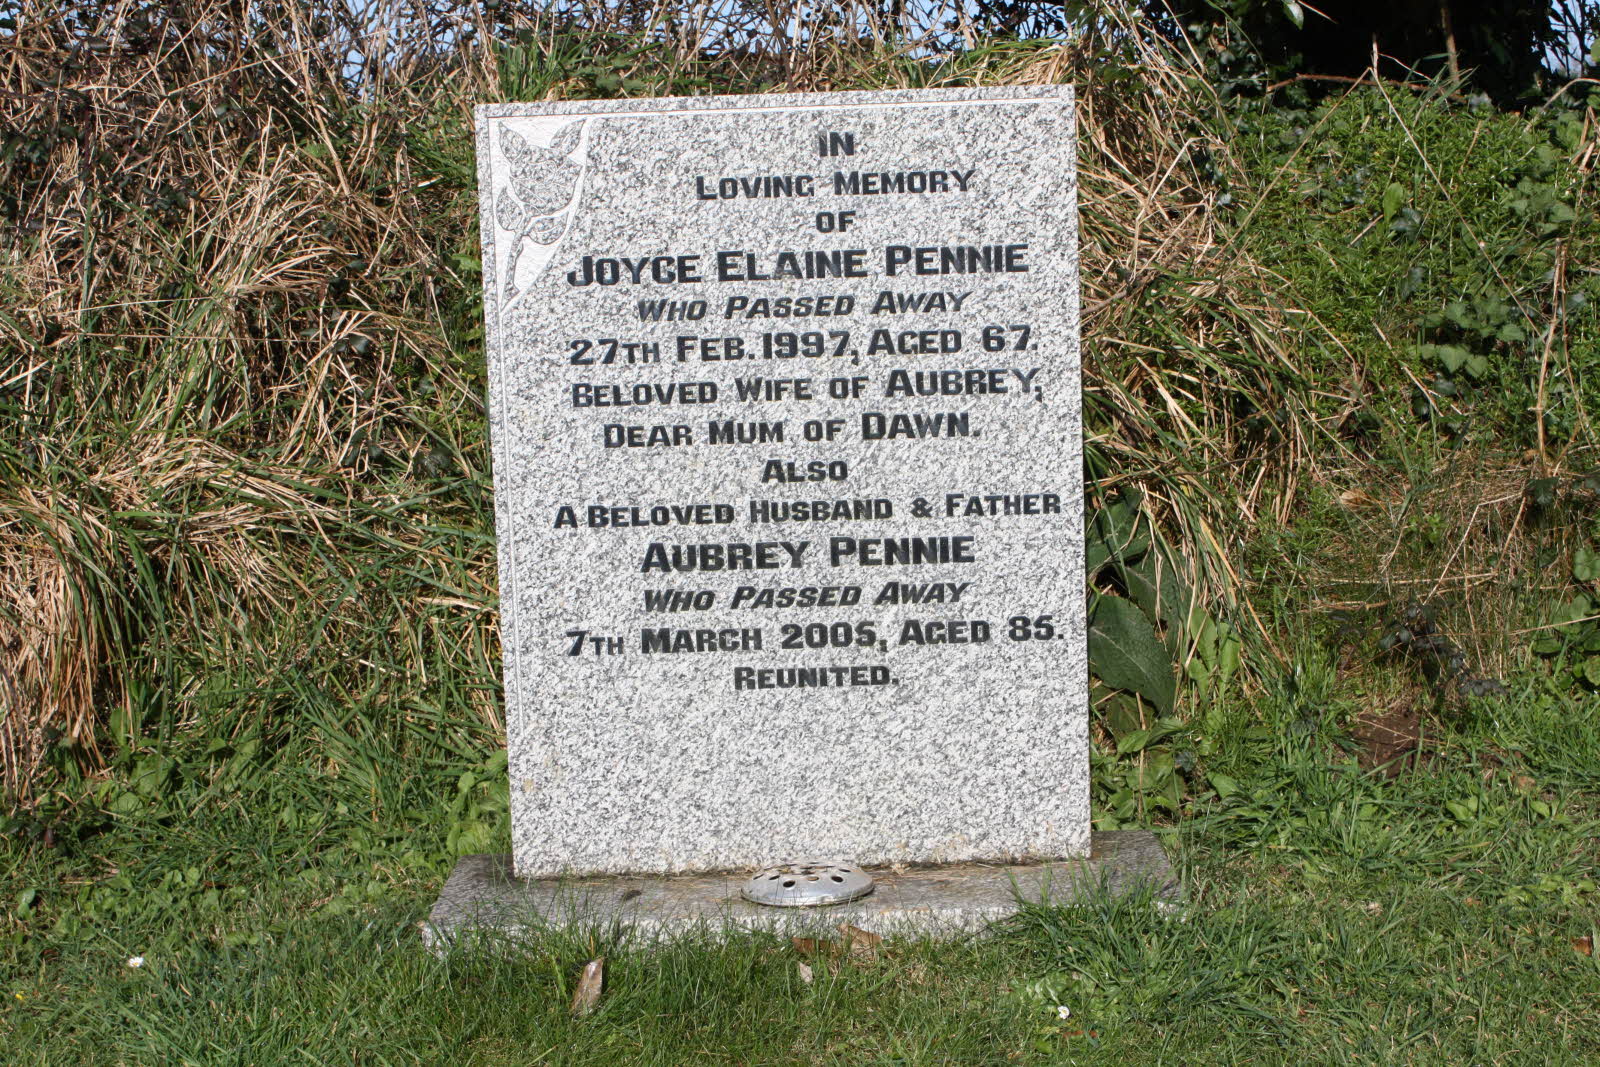 IN
LOVING MEMORY
OF
JOYCE ELAINE PENNIE
WHO PASSED AWAY
27TH FEB. 1997, AGED 67.
BELOVED WIFE OF AUBREY,
DEAR MUM OF DAWN.
ALSO
A BELOVED HUSBAND & FATHER
AUBREY PENNIE
WHO PASSED AWAY
7TH MARCH 2005, AGED 85.
REUNITED.